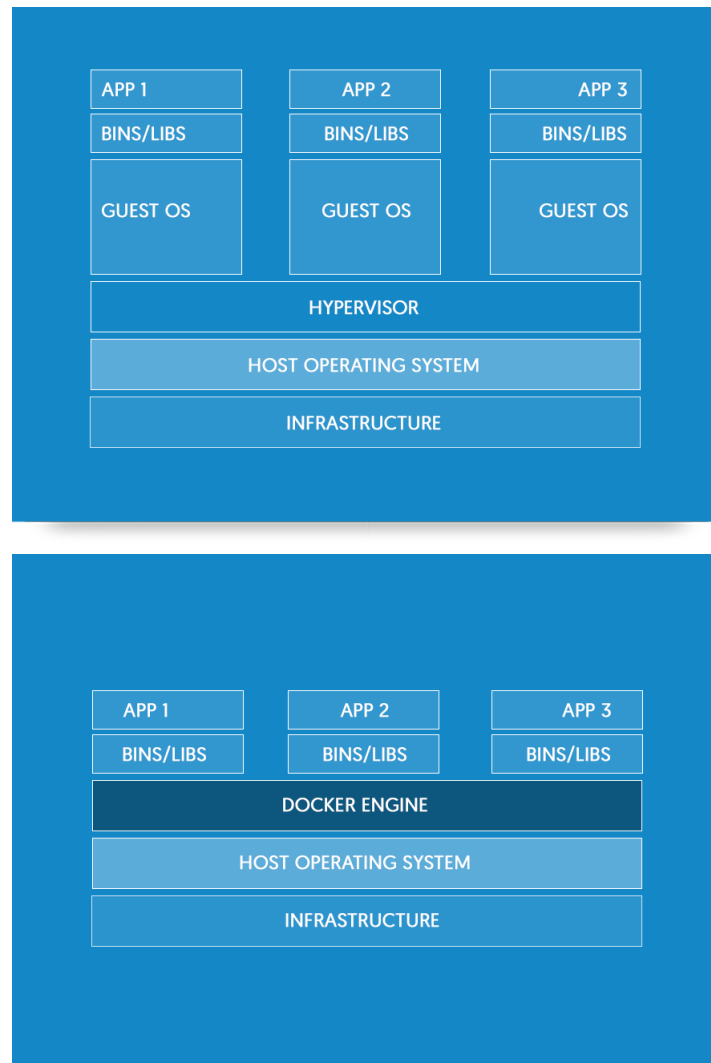 APP 1 APP 2 APP 3
BINS/LIBS BINS/LIBS BINS/LIBS
GUEST OS GUEST OS GUEST OS
HYPERVISOR
HOST OPERATING SYSTEM
INFRASTRUCTURE
APP 1 APP 2 APP 3
BINS/LIBS BINS/LIBS BINS/LIBS
DOCKER ENGINE
HOST OPERATING SYSTEM
INFRASTRUCTURE